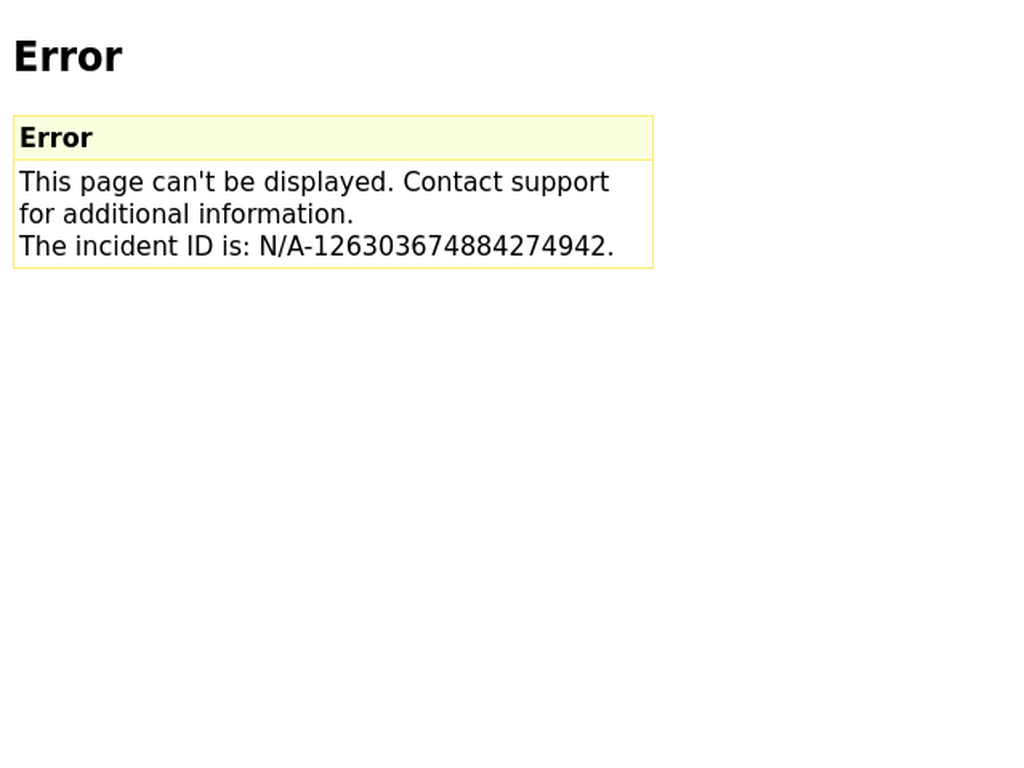 Error
Error
This page can't be displayed. Contact support
for additional information.
The incident ID is: N/A-126303674884274942.